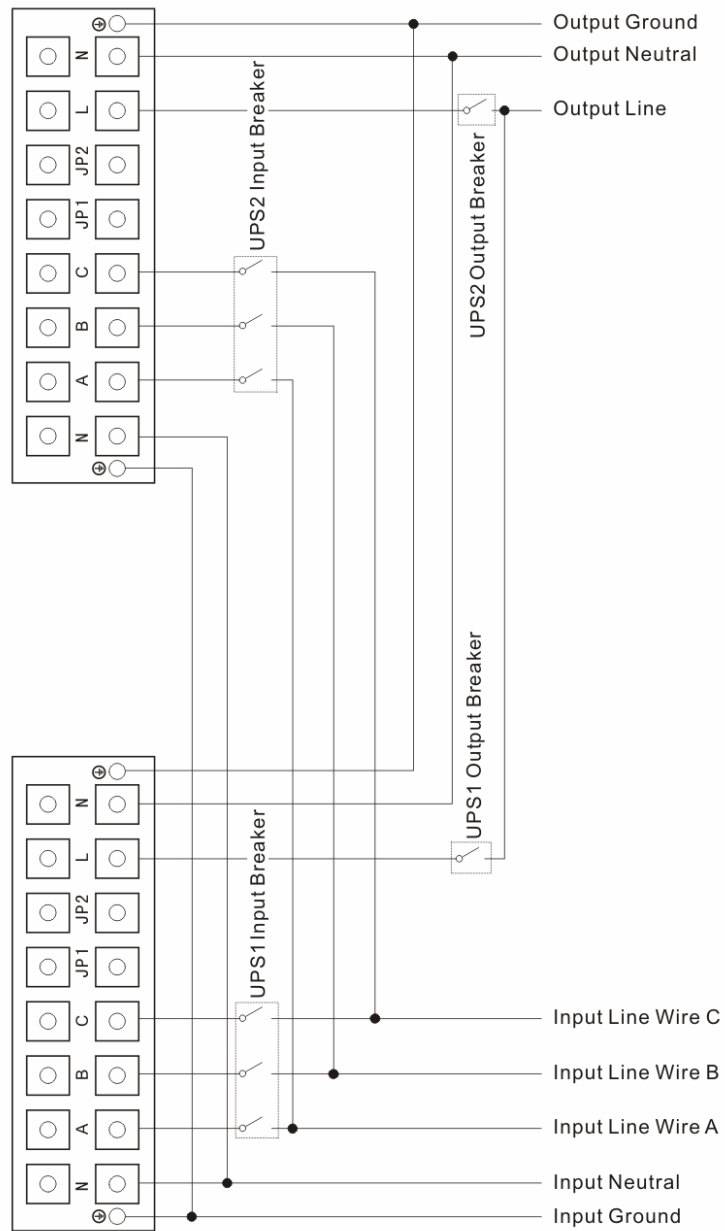 Output Ground
N
Output Neutral
L
Output Line
JP2
JP1
C
B
A
N
UPS2 Input Breaker
UPS2 Output Breaker
N
L
JP2
JP1
C
B
A
N
UPS1 Input Breaker
UPS1 Output Breaker
Input Line Wire C
Input Line Wire B
Input Line Wire A
Input Neutral
Input Ground